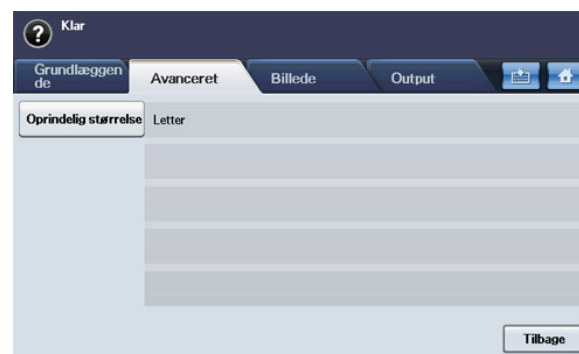 Klar
Grundlæggen
de
Avanceret
Billede
Output
Oprindelig størrelse
Letter
Tilbage